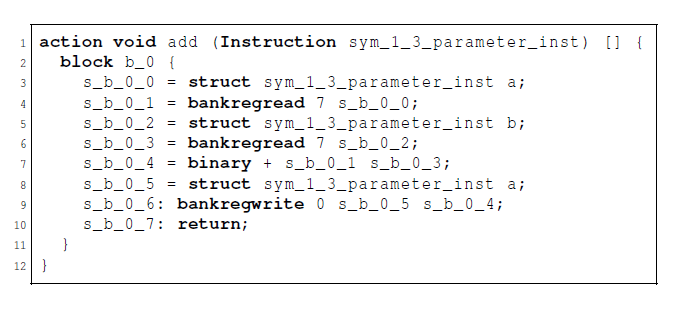 1 action void add (Instruction sym_1_3_parameter_inst) [] {
2 block b_0 {
3 s_b_0_0 = struct sym_1_3_parameter_inst a;
4 s_b_0_1 = bankregread 7 s_b_0_0;
5 s_b_0_2 = struct sym_1_3_parameter_inst b;
6 s_b_0_3 = bankregread 7 s_b_0_2;
7 s_b_0_4 = binary + s_b_0_1 s_b_0_3;
8 s_b_0_5 = struct sym_1_3_parameter_inst a;
9 s_b_0_6: bankregwrite 0 s_b_0_5 s_b_0_4;
10 s_b_0_7: return;
11 }
12 }